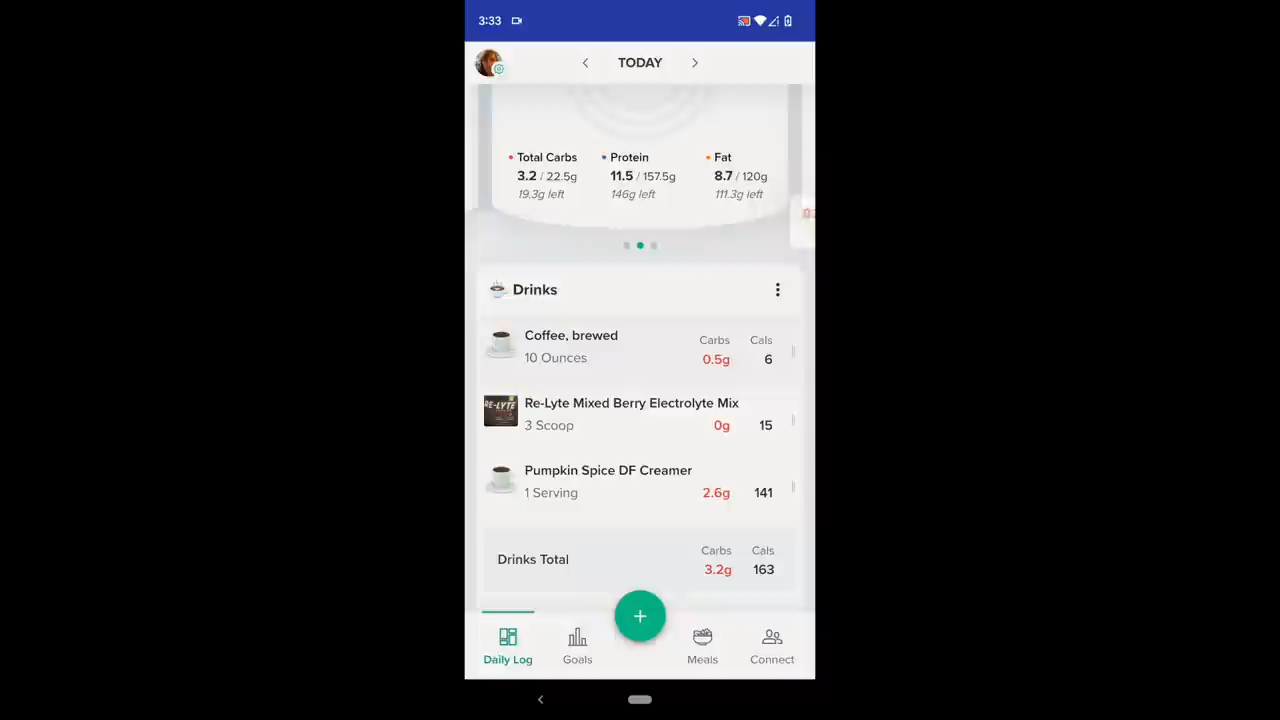 3:33
TODAY
Total Carbs
3.2 / 22.5g
19.3g left
Protein
11.5 / 157.5g
146g left
Fat
8.7 / 120g
111.3g left
Drinks
Coffee, brewed
10 Ounces
Carbs
0.5g
Cals
6
RE-LYTE
Re-Lyte Mixed Berry Electrolyte Mix
3 Scoop
0g
15
Pumpkin Spice DF Creamer
1 Serving
2.6g
141
Drinks Total
Carbs
3.2g
Cals
163
Daily Log
Goals
+
Meals
Connect